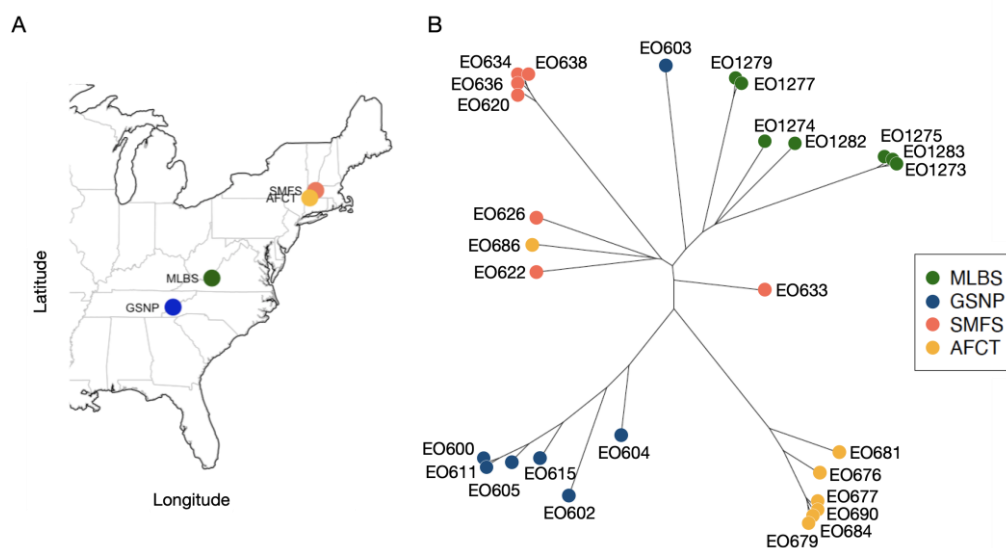 A
SMFS
AFCT
MLBS
GSNP
Latitude
Longitude
B
EO634
EO638
EO636
EO620
EO603
EO1279
EO1277
EO1274
EO1282
EO1275
EO1283
EO1273
EO626
EO686
EO622
EO633
MLBS
GSNP
SMFS
AFCT
EO600
EO611
EO605
EO615
EO604
EO602
EO681
EO676
EO677
EO690
EO684
EO679